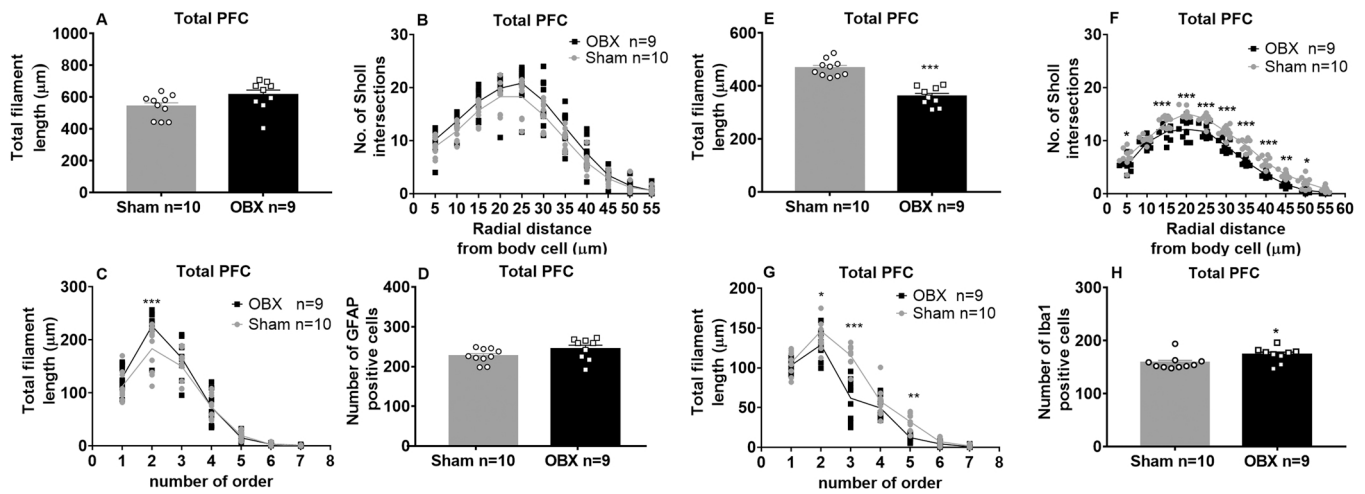 A
Total PFC
Total filament
length (μm)
1000
800
600
400
200
0
Sham n=10
OBX n=9
B
Total PFC
No. of Sholl
intersections
30
20
10
0
OBX n=9
Sham n=10
0 5 10 15 20 25 30 35 40 45 50 55
Radial distance
from body cell (μm)
E
Total PFC
Total filament
length (μm)
600
400
200
0
***
Sham n=10
OBX n=9
F
Total PFC
No. of Sholl
intersections
30
20
10
0
OBX n=9
Sham n=10
* *** *** *** *** *** *** ** *
0 5 10 15 20 25 30 35 40 45 50 55 60
Radial distance
from body cell (μm)
C
Total PFC
Total filament
length (μm)
300
200
100
0
***
OBX n=9
Sham n=10
0 1 2 3 4 5 6 7 8
number of order
D
Total PFC
Number of GFAP
positive cells
400
300
200
100
0
Sham n=10
OBX n=9
G
Total PFC
Total filament
length (μm)
200
150
100
50
0
* *** **
OBX n=9
Sham n=10
0 1 2 3 4 5 6 7 8
number of order
H
Total PFC
Number of Iba1
positive cells
300
200
100
0
*
Sham n=10
OBX n=9